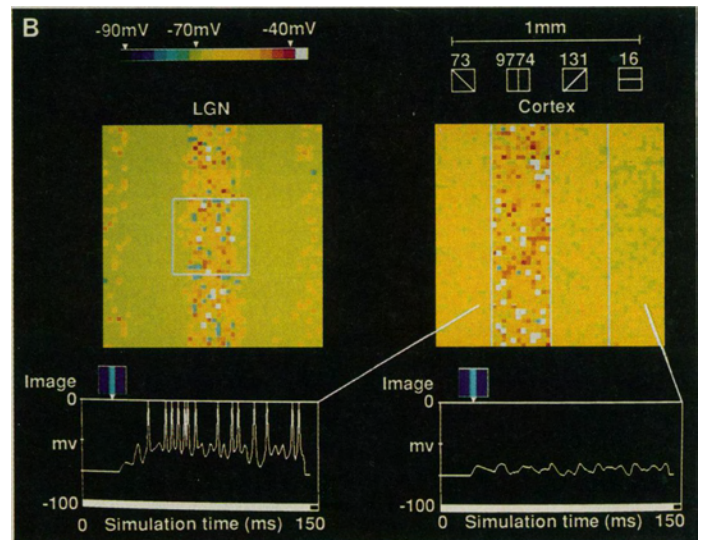 B
-90mV -70mV -40mV
1mm
73 9774 131 16
LGN
Cortex
Image
0
mv
-100
0 Simulation time (ms) 150
Image
0
mv
-100
0 Simulation time (ms) 150